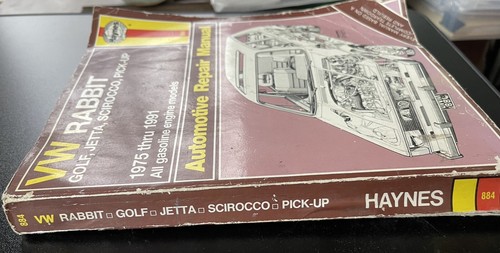 Haynes
VW RABBIT
GOLF, JETTA, SCIROCCO, PICK-UP
1975 thru 1991
All gasoline engine models
Automotive Repair Manual
884
VW RABBIT □ GOLF □ JETTA □ SCIROCCO □ PICK-UP
HAYNES
884